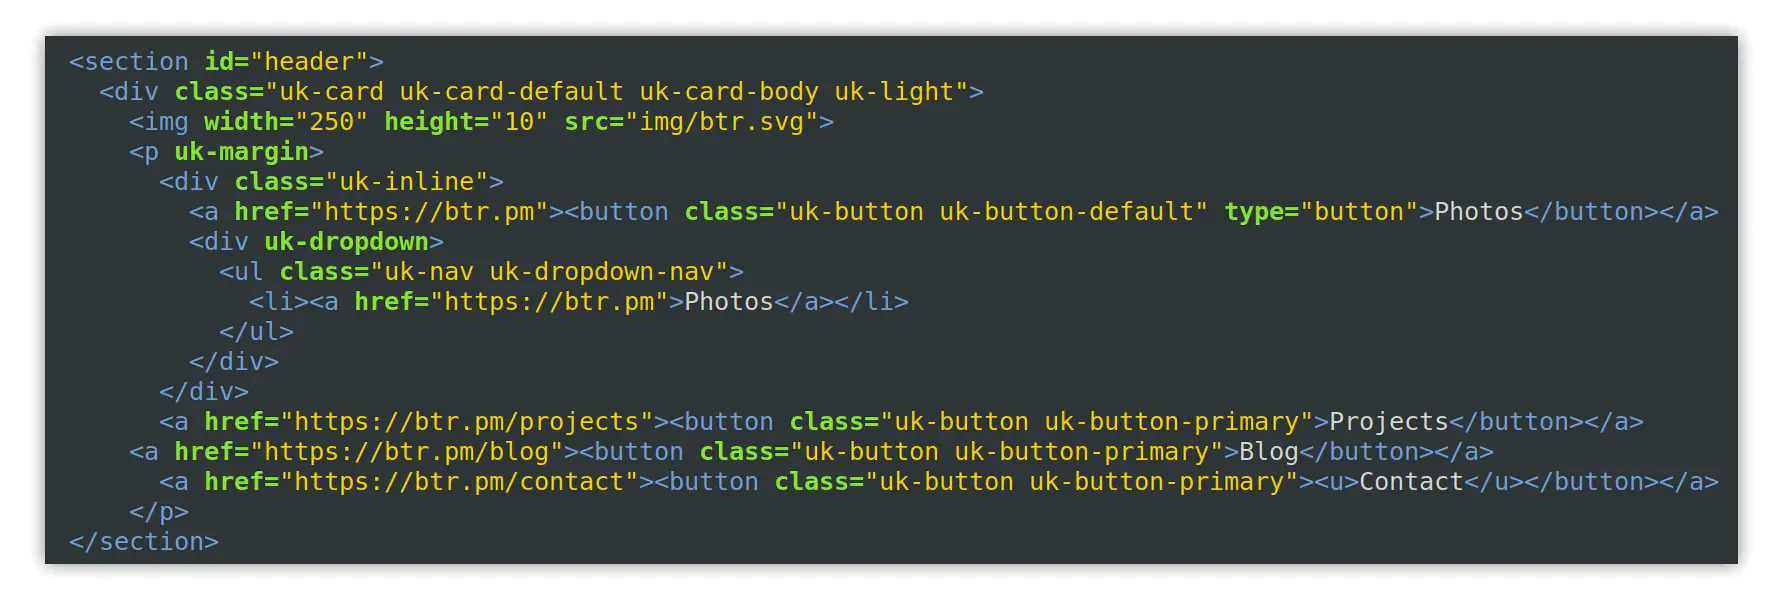 <section id="header">
  <div class="uk-card uk-card-default uk-card-body uk-light">
    <img width="250" height="10" src="img/btr.svg">
    <p uk-margin>
      <div class="uk-inline">
        <a href="https://btr.pm"><button class="uk-button uk-button-default" type="button">Photos</button></a>
        <div uk-dropdown>
          <ul class="uk-nav uk-dropdown-nav">
            <li><a href="https://btr.pm">Photos</a></li>
          </ul>
        </div>
      </div>
      <a href="https://btr.pm/projects"><button class="uk-button uk-button-primary">Projects</button></a>
    <a href="https://btr.pm/blog"><button class="uk-button uk-button-primary">Blog</button></a>
      <a href="https://btr.pm/contact"><button class="uk-button uk-button-primary"><u>Contact</u></button></a>
    </p>
</section>